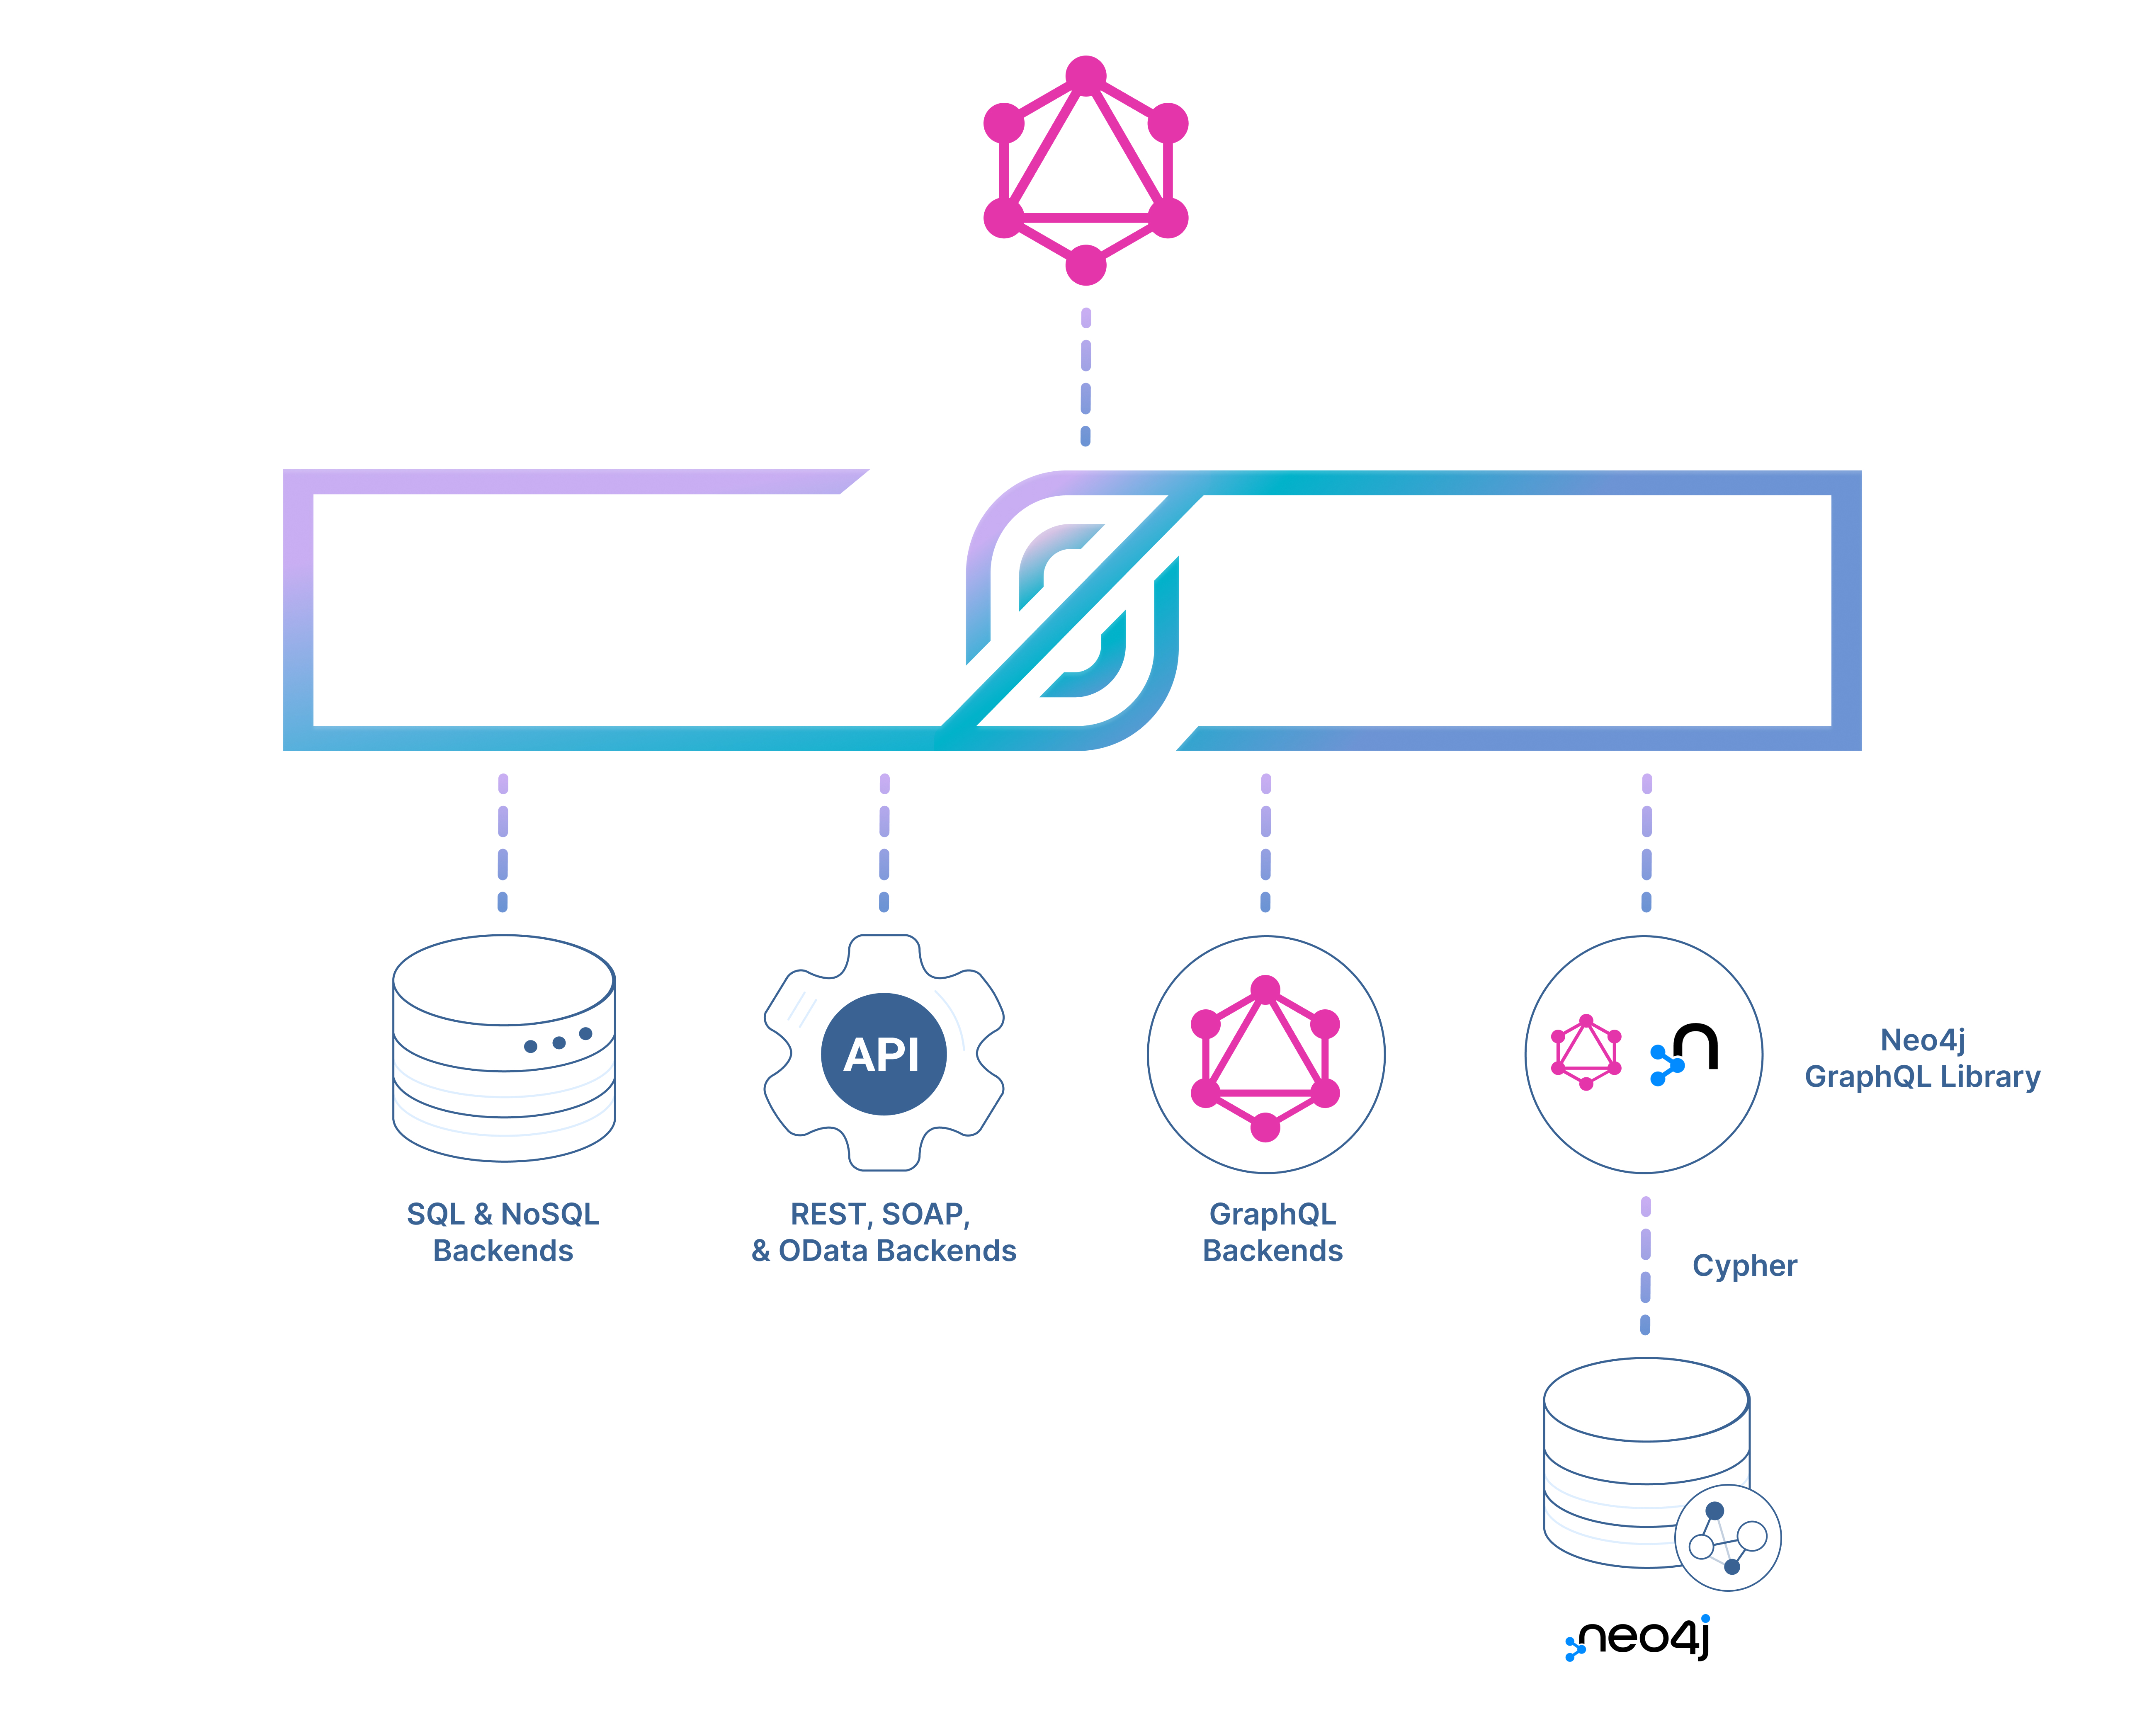 API
n
Neo4j
GraphQL Library
SQL & NoSQL
Backends
REST, SOAP,
& OData Backends
GraphQL
Backends
Cypher
neo4j